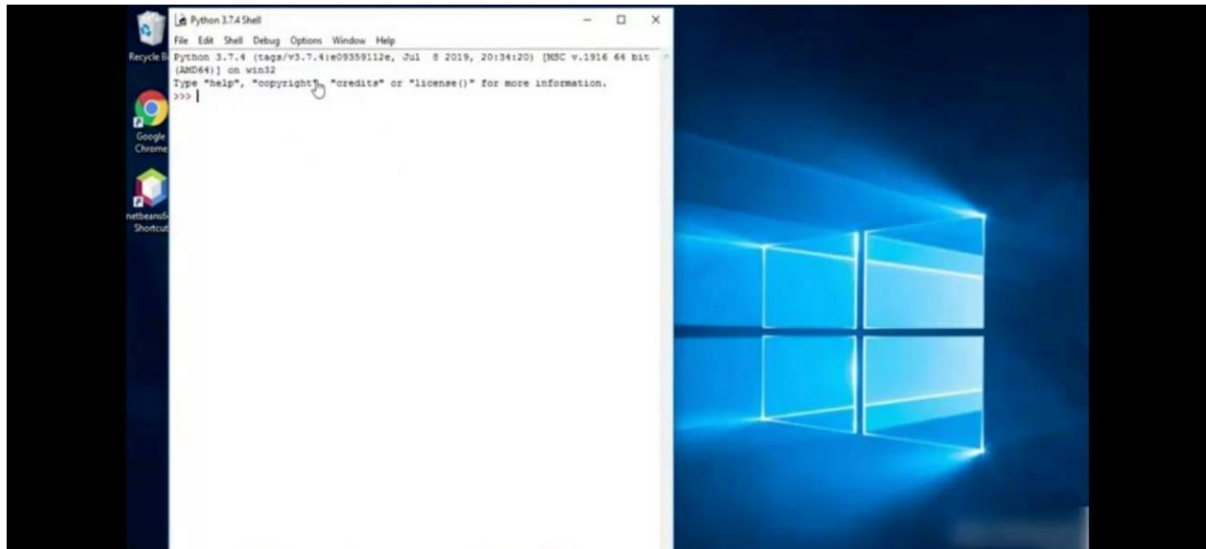 Python 3.7.4 Shell
File Edit Shell Debug Options Window Help
Python 3.7.4 (tags/v3.7.4:e09359112e, Jul 8 2019, 20:34:20) [MSC v.1916 64 bit
(AMD64)] on win32
Type "help", "copyright", "credits" or "license()" for more information.
>>>
Recycle B
Google
Chrome
netbeans6
Shortcut